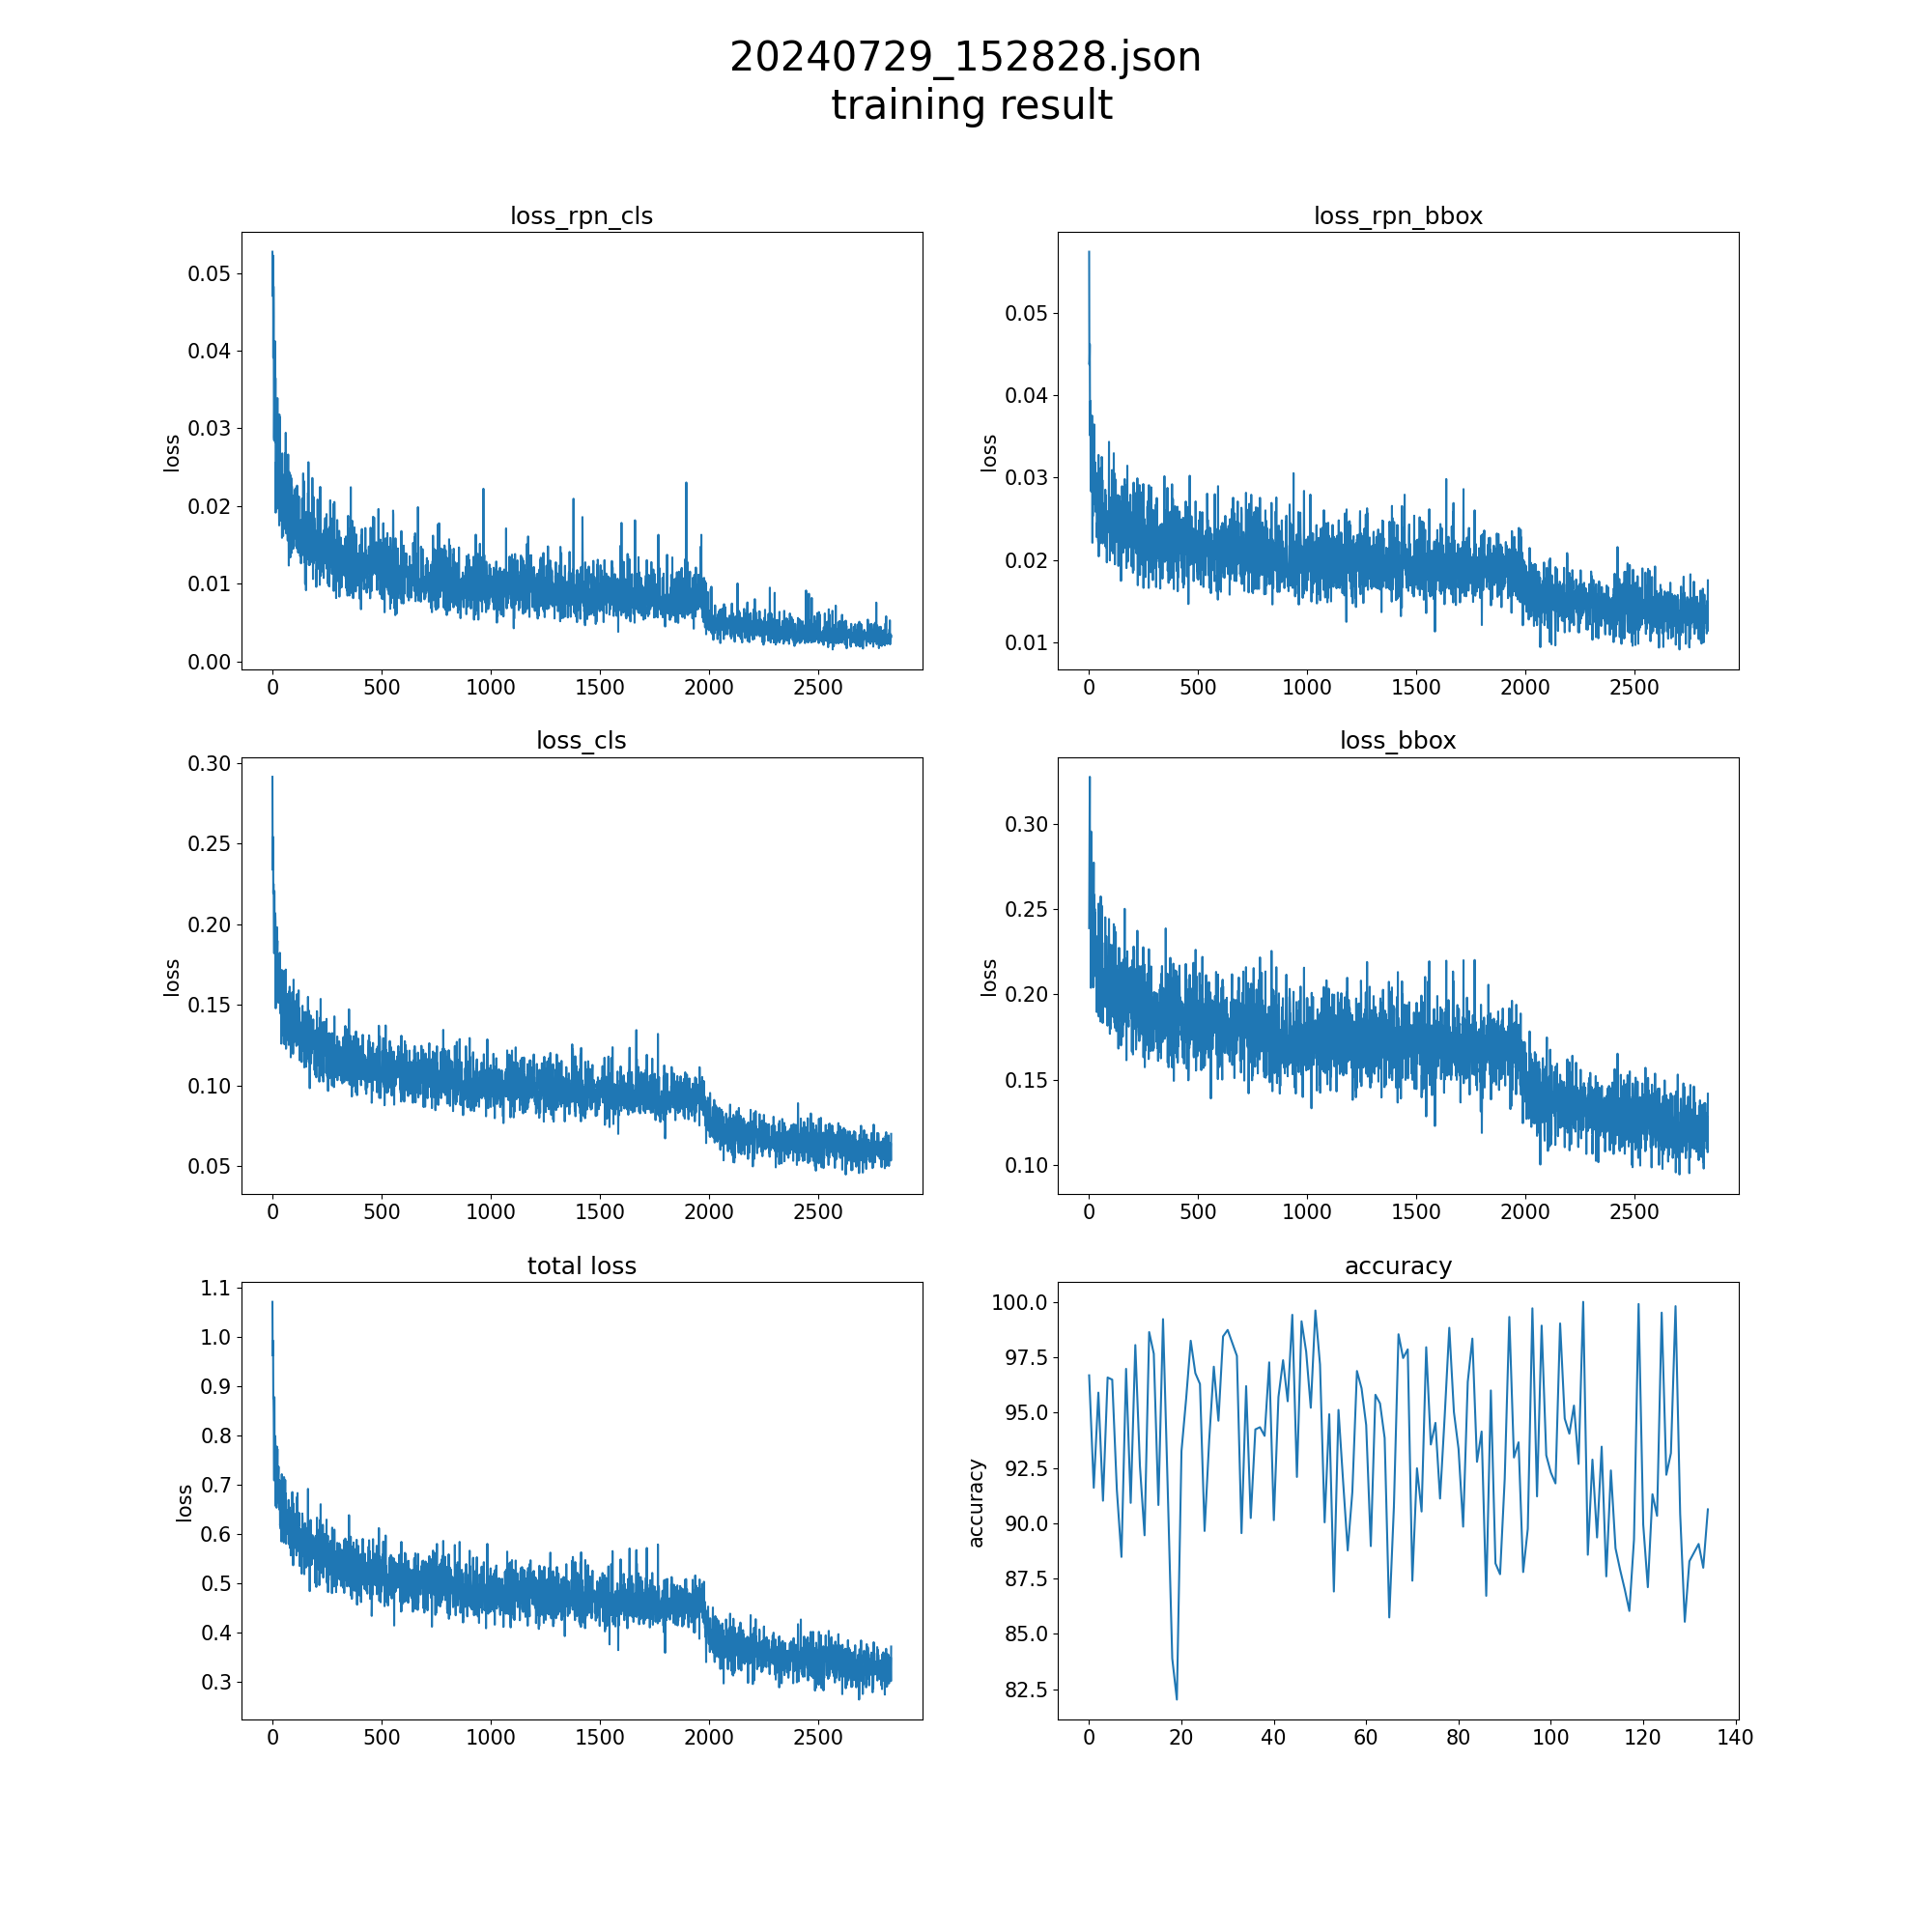 20240729_152828.json
training result
loss_rpn_cls
loss
0.05
0.04
0.03
0.02
0.01
0.00
0 500 1000 1500 2000 2500
loss_rpn_bbox
loss
0.05
0.04
0.03
0.02
0.01
0 500 1000 1500 2000 2500
loss_cls
loss
0.30
0.25
0.20
0.15
0.10
0.05
0 500 1000 1500 2000 2500
loss_bbox
loss
0.30
0.25
0.20
0.15
0.10
0 500 1000 1500 2000 2500
total loss
loss
1.1
1.0
0.9
0.8
0.7
0.6
0.5
0.4
0.3
0 500 1000 1500 2000 2500
accuracy
accuracy
100.0
97.5
95.0
92.5
90.0
87.5
85.0
82.5
0 20 40 60 80 100 120 140